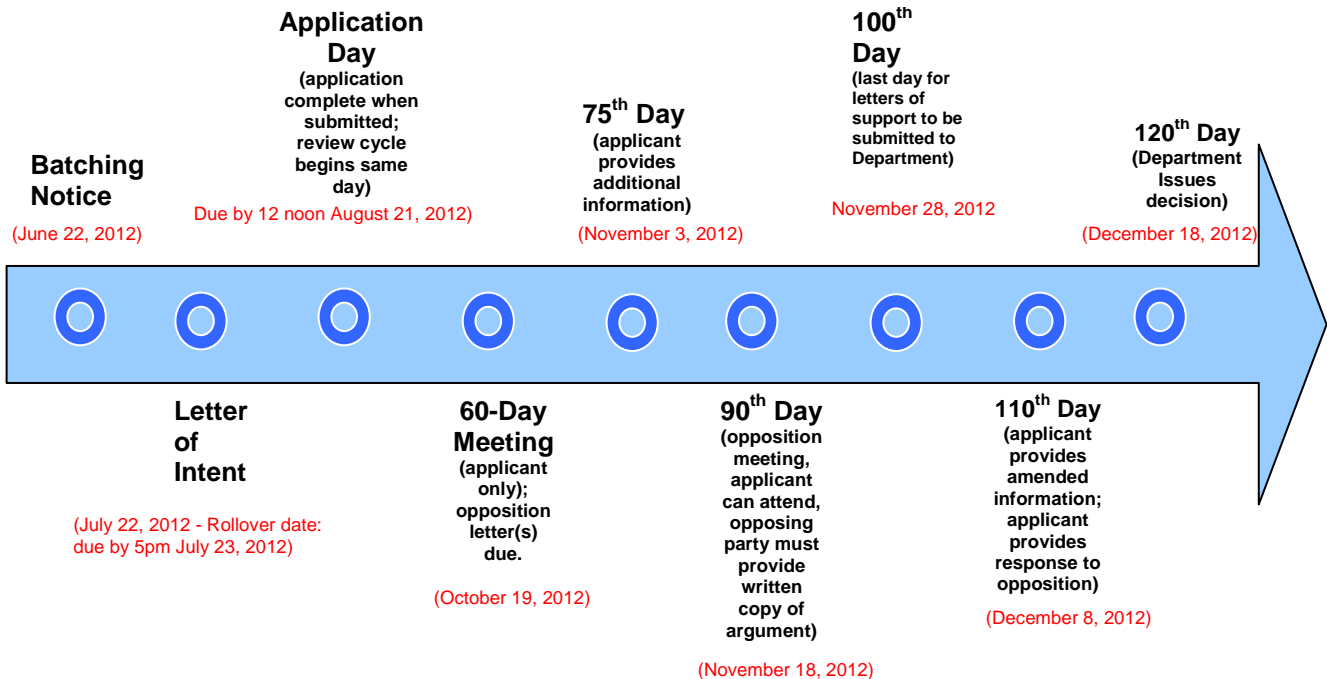 Batching
Notice
(June 22, 2012)
Letter
of
Intent
(July 22, 2012 - Rollover date:
due by 5pm July 23, 2012)
Application
Day
(application
complete when
submitted;
review cycle
begins same
day)
Due by 12 noon August 21, 2012)
60-Day
Meeting
(applicant
only);
opposition
letter(s)
due.
(October 19, 2012)
75th Day
(applicant
provides
additional
information)
(November 3, 2012)
90th Day
(opposition
meeting,
applicant
can attend,
opposing
party must
provide
written
copy of
argument)
(November 18, 2012)
100th
Day
(last day for
letters of
support to be
submitted to
Department)
November 28, 2012
110th Day
(applicant
provides
amended
information;
applicant
provides
response to
opposition)
(December 8, 2012)
120th Day
(Department
Issues
decision)
(December 18, 2012)